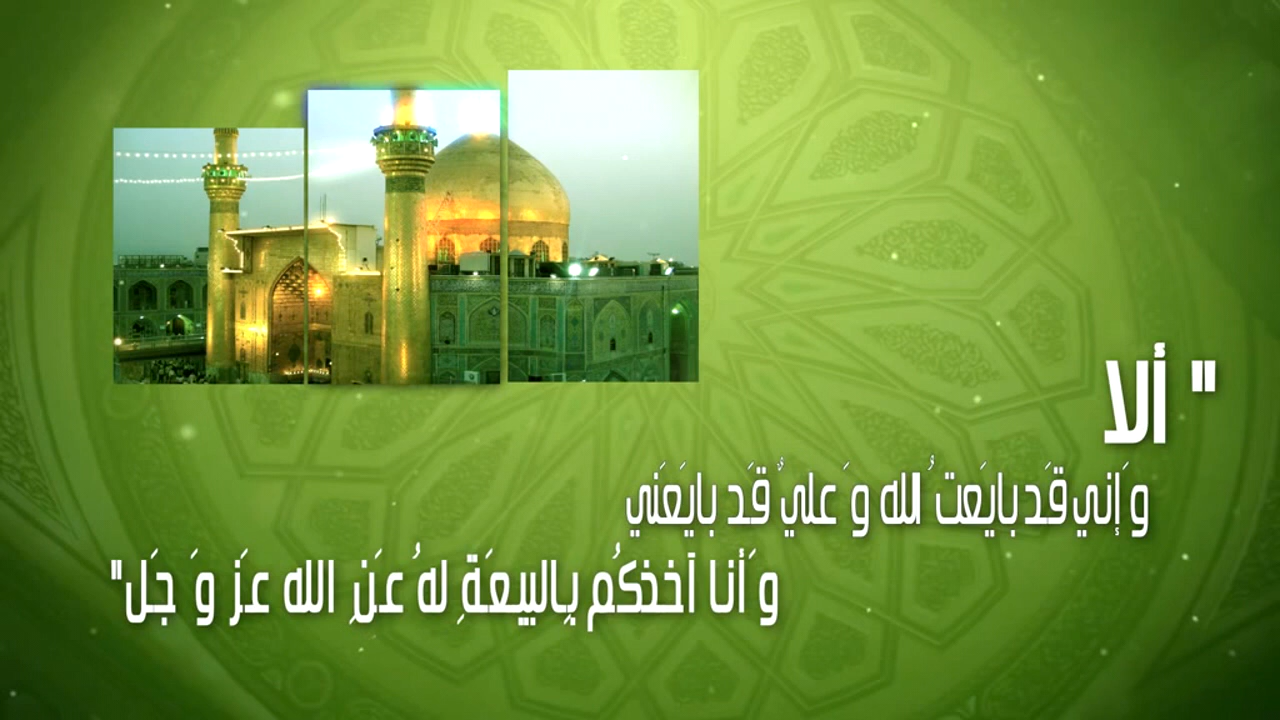 " ألا
وَإني قَد بايَعتُ الله وَ عليٌ قَد بايَعَني
وَأنا آخذكُم بِالبيعَةِ لهُ عَنِ الله عزَ وَ جَل"